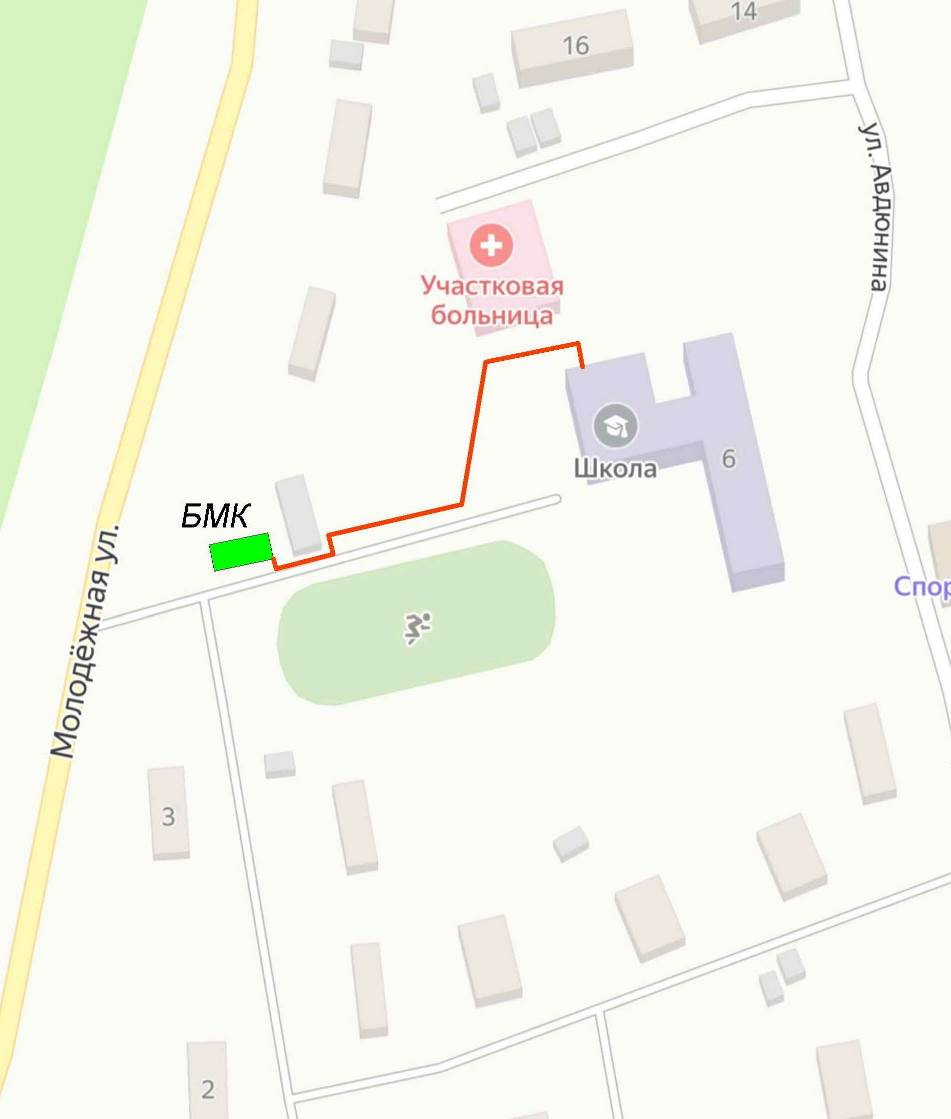 14
16
ул. Авдюнина
Участковая
больница
6
Школа
БМК
Спор
Молодёжная ул.
3
2